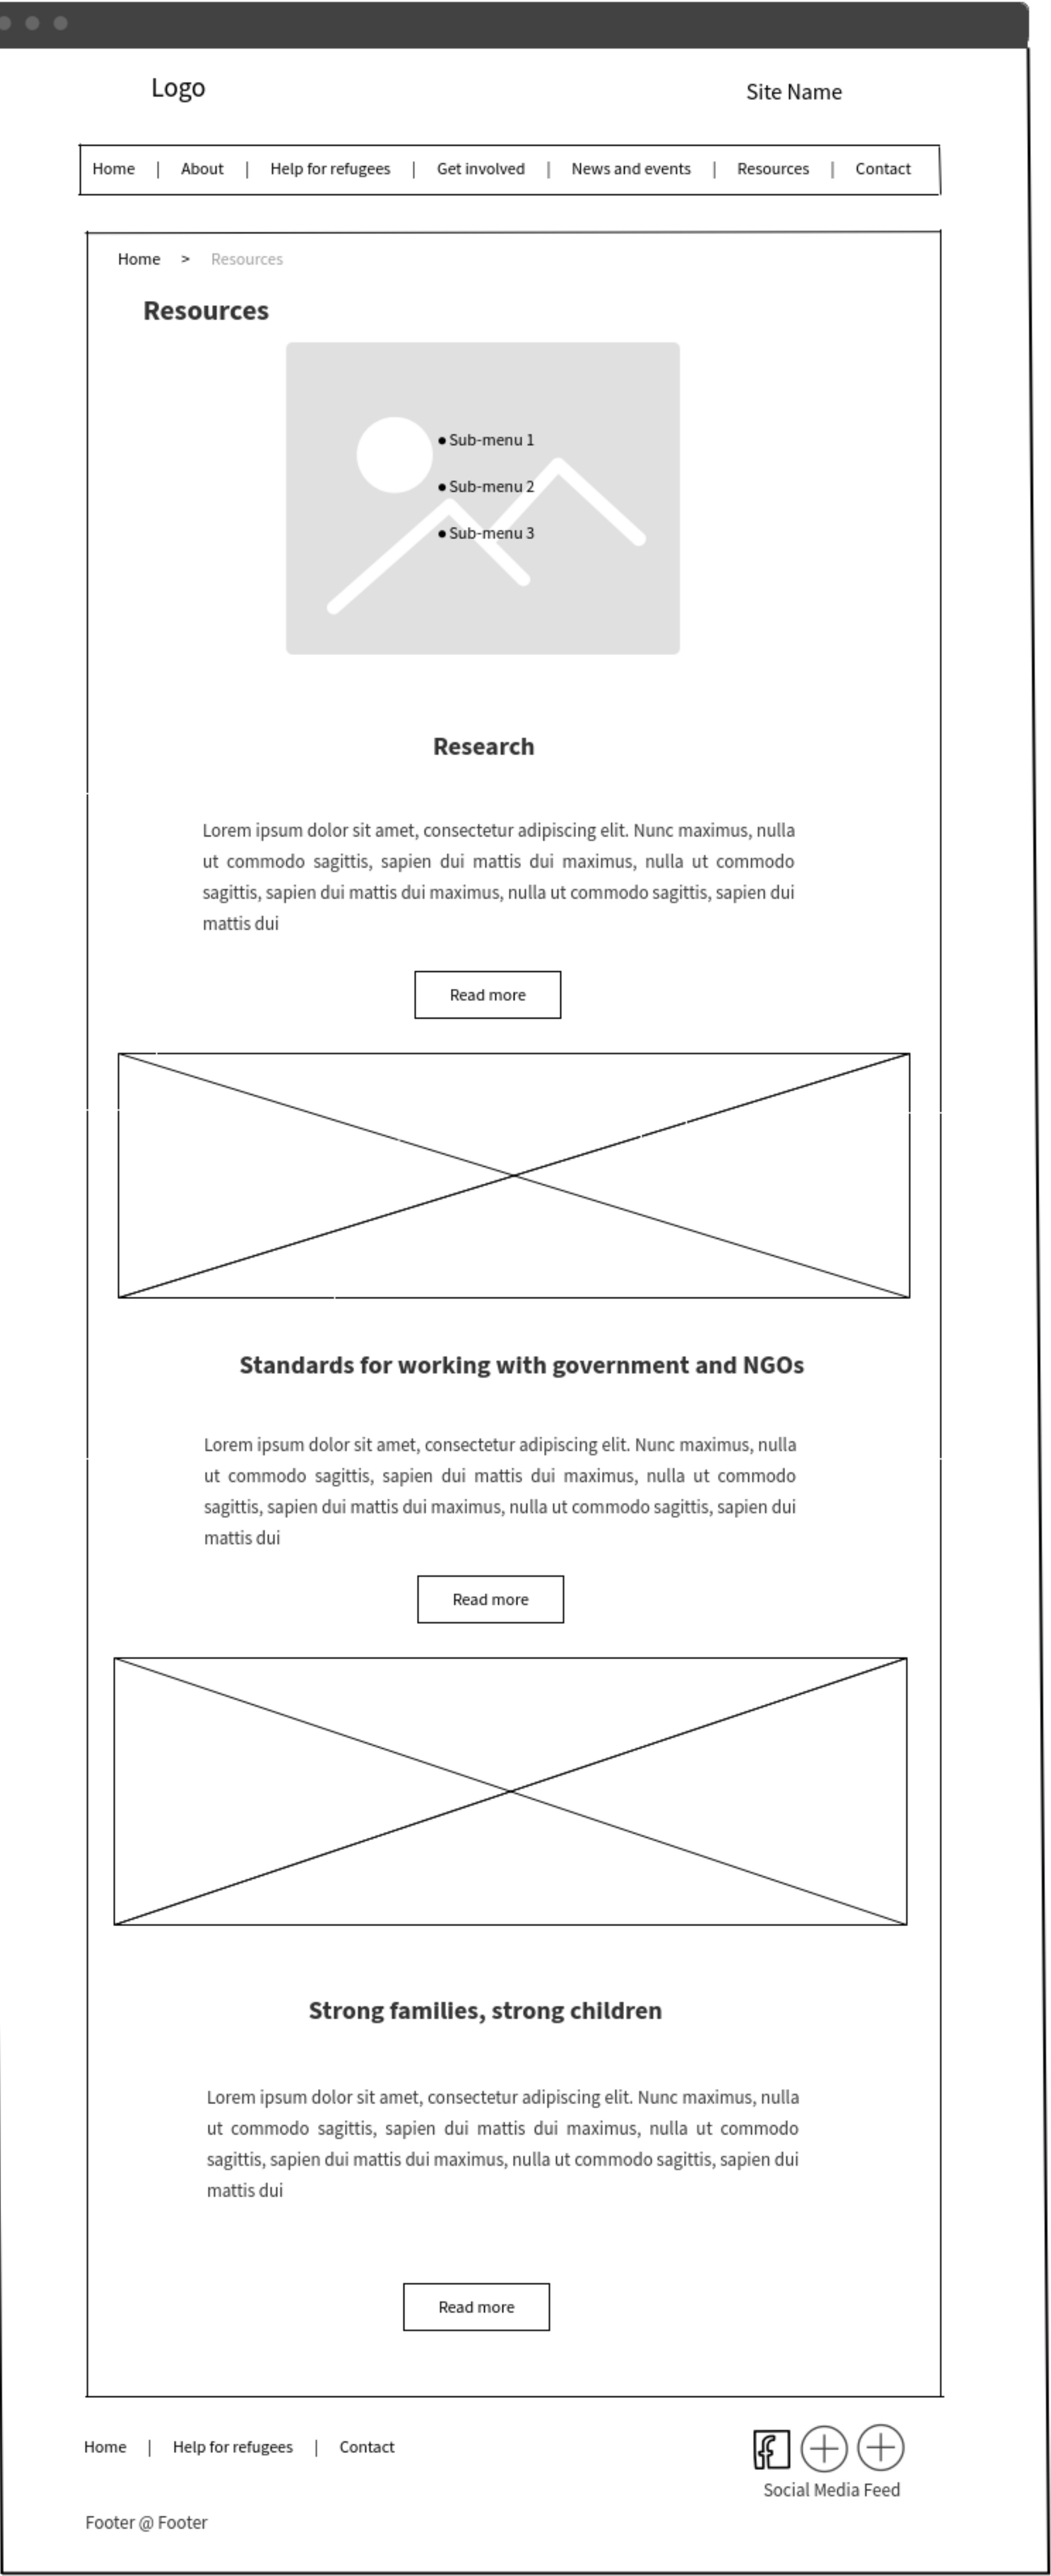 Logo
Site Name
Home | About | Help for refugees | Get involved | News and events | Resources | Contact
Home > Resources
Resources
• Sub-menu 1
• Sub-menu 2
• Sub-menu 3
Research
Lorem ipsum dolor sit amet, consectetur adipiscing elit. Nunc maximus, nulla
ut commodo sagittis, sapien dui mattis dui maximus, nulla ut commodo
sagittis, sapien dui mattis dui maximus, nulla ut commodo sagittis, sapien dui
mattis dui
Read more
Standards for working with government and NGOs
Lorem ipsum dolor sit amet, consectetur adipiscing elit. Nunc maximus, nulla
ut commodo sagittis, sapien dui mattis dui maximus, nulla ut commodo
sagittis, sapien dui mattis dui maximus, nulla ut commodo sagittis, sapien dui
mattis dui
Read more
Strong families, strong children
Lorem ipsum dolor sit amet, consectetur adipiscing elit. Nunc maximus, nulla
ut commodo sagittis, sapien dui mattis dui maximus, nulla ut commodo
sagittis, sapien dui mattis dui maximus, nulla ut commodo sagittis, sapien dui
mattis dui
Read more
Home | Help for refugees | Contact
f
Social Media Feed
Footer @ Footer